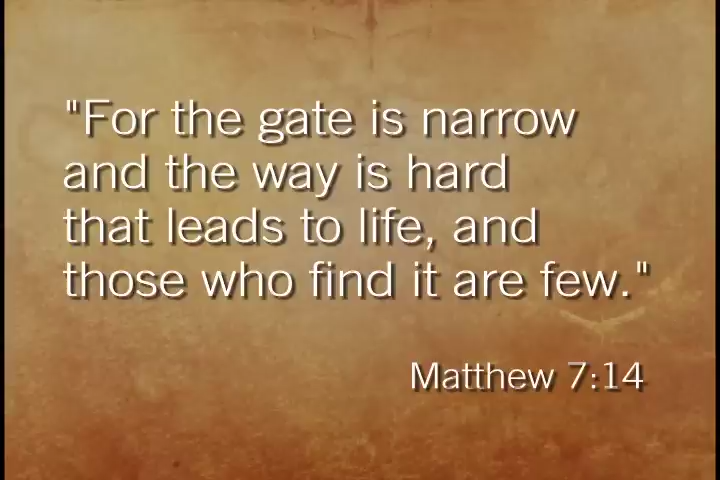 "For the gate is narrow
and the way is hard
that leads to life, and
those who find it are few."
Matthew 7:14